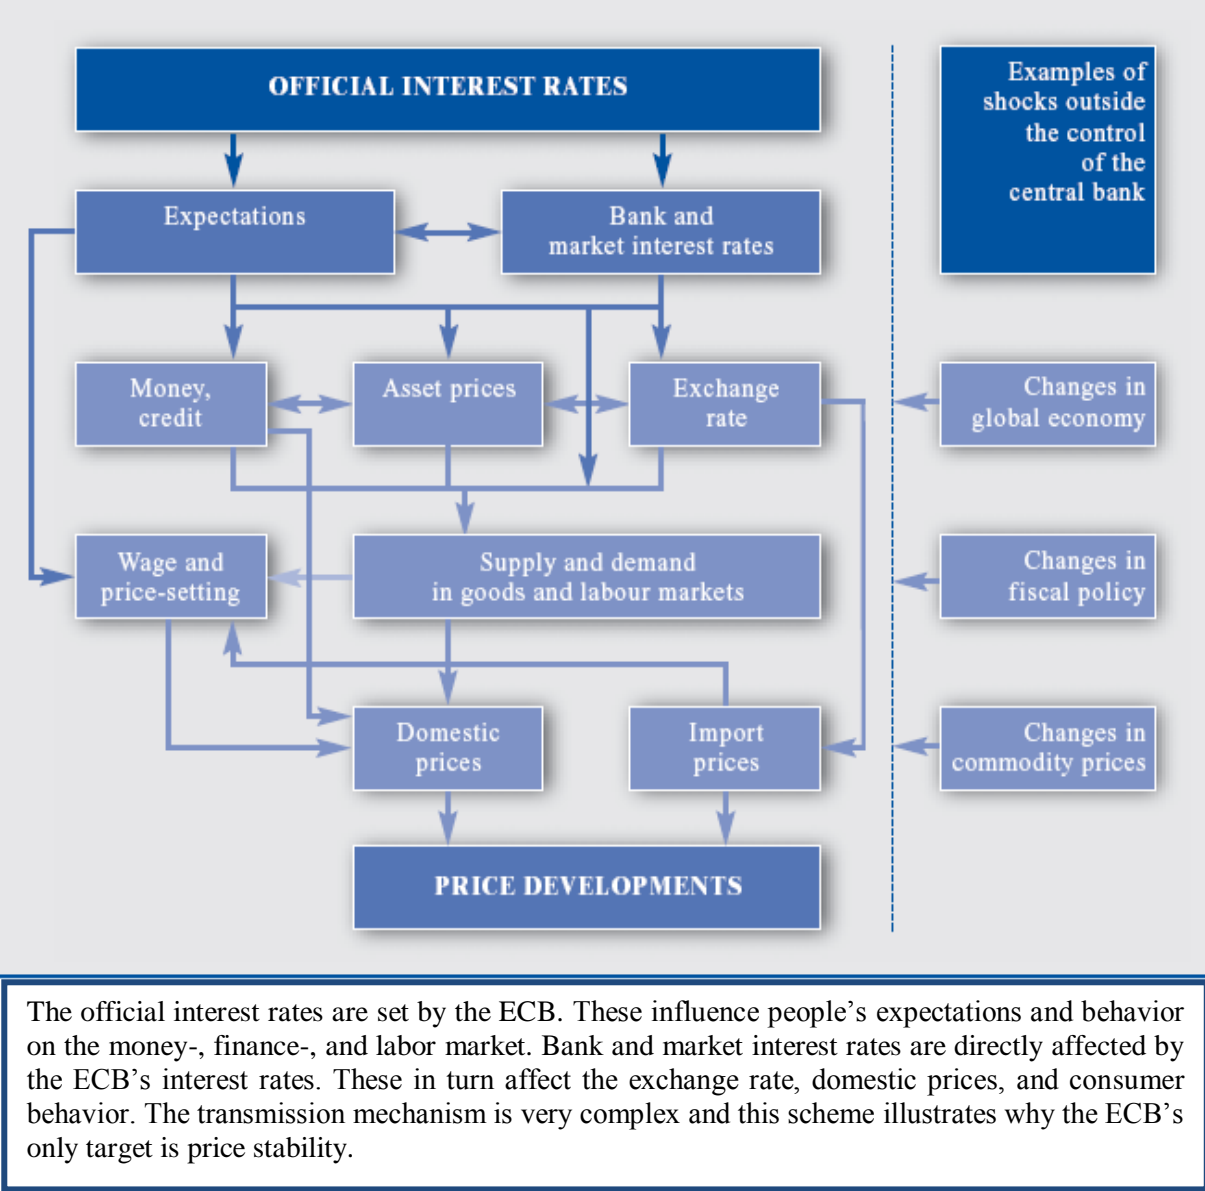 OFFICIAL INTEREST RATES
Examples of
shocks outside
the control
of the
central bank
Expectations
Bank and
market interest rates
Money,
credit
Asset prices
Exchange
rate
Changes in
global economy
Wage and
price-setting
Supply and demand
in goods and labour markets
Changes in
fiscal policy
Domestic
prices
Import
prices
Changes in
commodity prices
PRICE DEVELOPMENTS
The official interest rates are set by the ECB. These influence people’s expectations and behavior
on the money-, finance-, and labor market. Bank and market interest rates are directly affected by
the ECB’s interest rates. These in turn affect the exchange rate, domestic prices, and consumer
behavior. The transmission mechanism is very complex and this scheme illustrates why the ECB’s
only target is price stability.